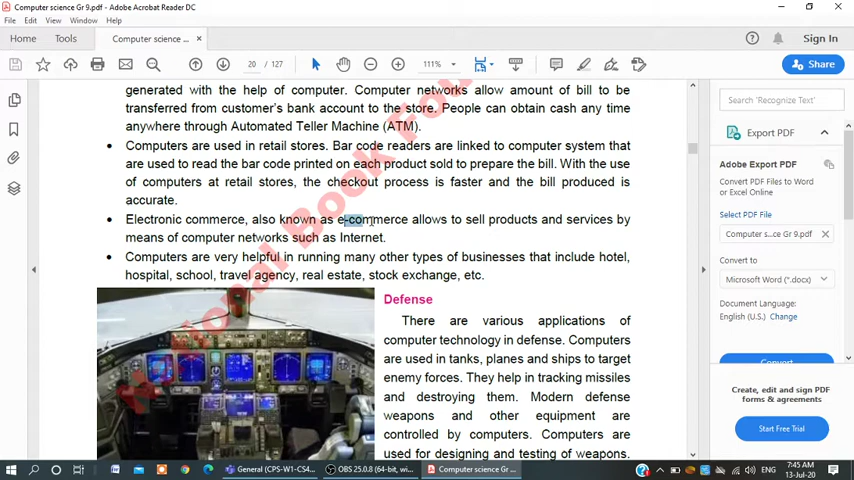 Computer science Gr 9.pdf - Adobe Acrobat Reader DC
File Edit View Window Help
Home Tools Computer science ... × Sign In
20 / 127 111% Share
generated with the help of computer. Computer networks allow amount of bill to be
transferred from customer's bank account to the store. People can obtain cash any time
anywhere through Automated Teller Machine (ATM).
• Computers are used in retail stores. Bar code readers are linked to computer system that
are used to read the bar code printed on each product sold to prepare the bill. With the use
of computers at retail stores, the checkout process is faster and the bill produced is
accurate.
• Electronic commerce, also known as e-commerce allows to sell products and services by
means of computer networks such as Internet.
• Computers are very helpful in running many other types of businesses that include hotel,
hospital, school, travel agency, real estate, stock exchange, etc.
Defense
There are various applications of
computer technology in defense. Computers
are used in tanks, planes and ships to target
enemy forces. They help in tracking missiles
and destroying them. Modern defense
weapons and other equipment are
controlled by computers. Computers are
used for designing and testing of weapons.
National Book Foun
Search 'Recognize Text'
Export PDF
Adobe Export PDF
Convert PDF Files to Word
or Excel Online
Select PDF File
Computer s...ce Gr 9.pdf ×
Convert to
Microsoft Word (*.docx)
Document Language:
English (U.S.) Change
Convert
Create, edit and sign PDF
forms & agreements
Start Free Trial
General (CPS-W1-CS4... OBS 25.0.8 (64-bit, wi... Computer science Gr ... ENG 7:45 AM
13-Jul-20